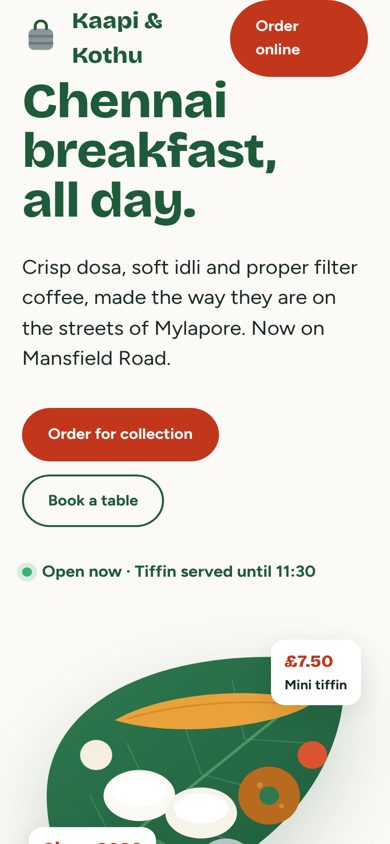 Kaapi &
Kothu
Order
online
Chennai
breakfast,
all day.
Crisp dosa, soft idli and proper filter
coffee, made the way they are on
the streets of Mylapore. Now on
Mansfield Road.
Order for collection
Book a table
Open now · Tiffin served until 11:30
£7.50
Mini tiffin